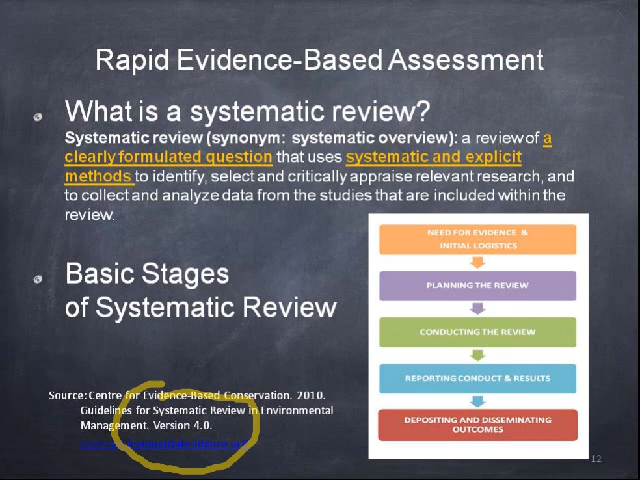 Rapid Evidence-Based Assessment
What is a systematic review?
Systematic review (synonym: systematic overview): a review of a
clearly formulated question that uses systematic and explicit
methods to identify, select and critically appraise relevant research, and
to collect and analyze data from the studies that are included within the
review.
NEED FOR EVIDENCE &
INITIAL LOGISTICS
PLANNING THE REVIEW
Basic Stages
of Systematic Review
CONDUCTING THE REVIEW
REPORTING CONDUCT & RESULTS
DEPOSITING AND DISSEMINATING
OUTCOMES
Source: Centre for Evidence-Based Conservation. 2010.
Guidelines for Systematic Review in Environmental
Management. Version 4.0.
12